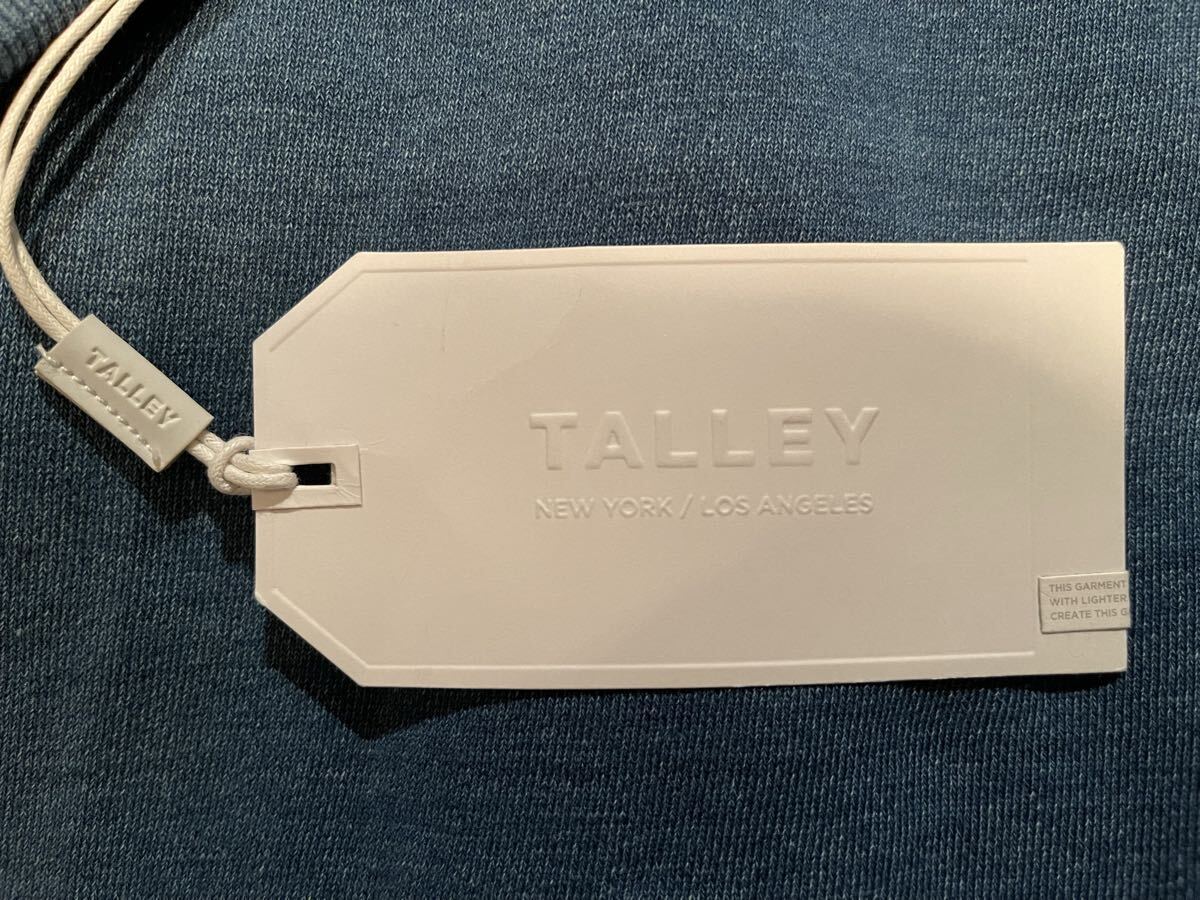 TALLEY
TALLEY
NEW YORK / LOS ANGELES
THIS GARMENT
WITH LIGHTER
CREATE THIS G